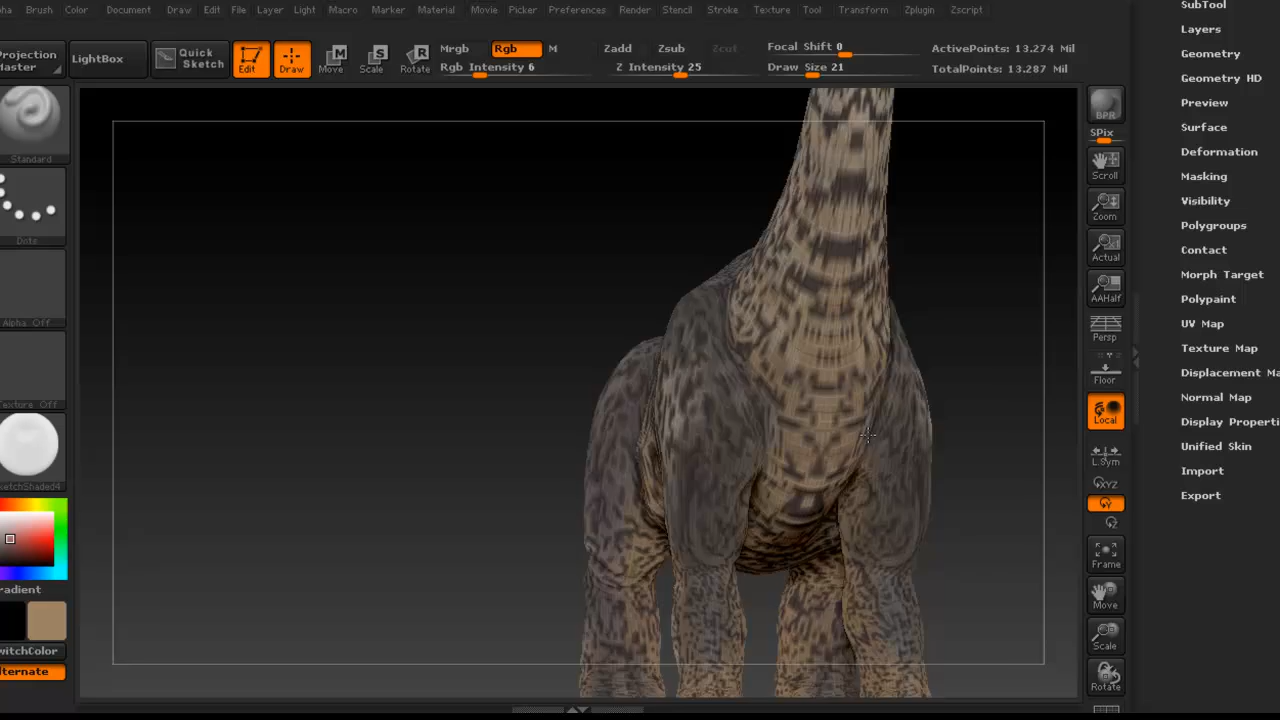 Brush Color Document Draw Edit File Layer Light Macro Marker Material Movie Picker Preferences Render Stencil Stroke Texture Tool Transform Zplugin Zscript
Projection
Master
LightBox
Quick
Sketch
Edit
Draw
Move
Scale
Rotate
Mrgb Rgb M
Rgb Intensity 6
Zadd Zsub Zcut
Z Intensity 25
Focal Shift 0
Draw Size 21
ActivePoints: 13.274 Mil
TotalPoints: 13.287 Mil
Standard
Dots
Alpha Off
Texture Off
BPR
SPix
Scroll
Zoom
Actual
AAHalf
Persp
Floor
Local
L.Sym
XYZ
Y
Z
Frame
Move
Scale
Rotate
SubTool
Layers
Geometry
Geometry HD
Preview
Surface
Deformation
Masking
Visibility
Polygroups
Contact
Morph Target
Polypaint
UV Map
Texture Map
Displacement Ma
Normal Map
Display Properti
Unified Skin
Import
Export
ketchShaded4
radient
witchColor
lternate